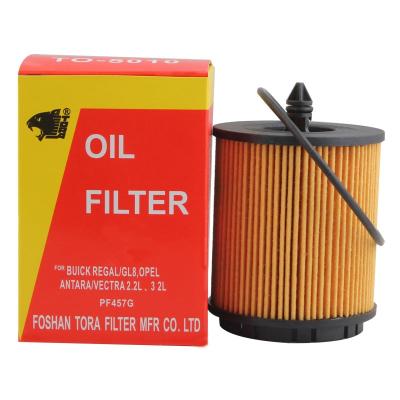 TO-5010
OIL
FILTER
FOR BUICK REGAL/GL8,OPEL
ANTARA/VECTRA 2.2L 、3 2L
PF457G
FOSHAN TORA FILTER MFR CO. LTD